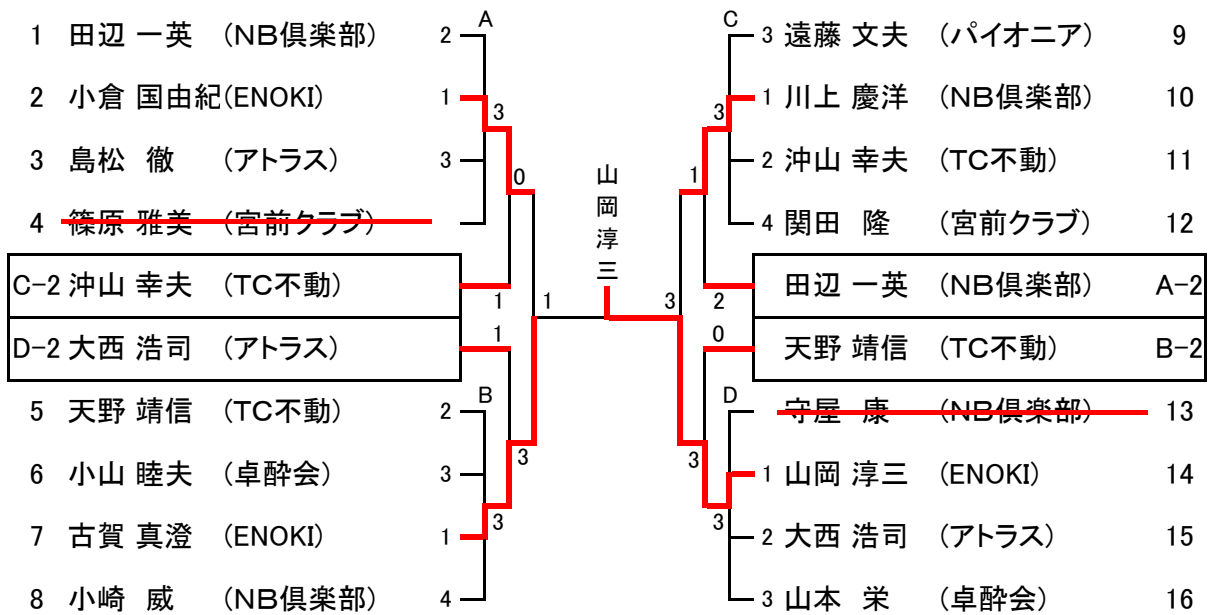 A
C
1 田辺 一英 (NB倶楽部) 2
3 遠藤 文夫 (パイオニア) 9
2 小倉 国由紀(ENOKI) 1
3
3
1 川上 慶洋 (NB倶楽部) 10
3 島松 徹 (アトラス) 3
0
1
2 沖山 幸夫 (TC不動) 11
4 篠原 雅美 (宮前クラブ)
4 関田 隆 (宮前クラブ) 12
山岡淳三
C-2 沖山 幸夫 (TC不動)
1
1
3
2
田辺 一英 (NB倶楽部) A-2
D-2 大西 浩司 (アトラス)
1
0
天野 靖信 (TC不動) B-2
B
D
5 天野 靖信 (TC不動) 2
守屋 康 (NB倶楽部) 13
6 小山 睦夫 (卓酔会) 3
3
3
1 山岡 淳三 (ENOKI) 14
7 古賀 真澄 (ENOKI) 1
3
3
2 大西 浩司 (アトラス) 15
8 小崎 威 (NB倶楽部) 4
3 山本 栄 (卓酔会) 16